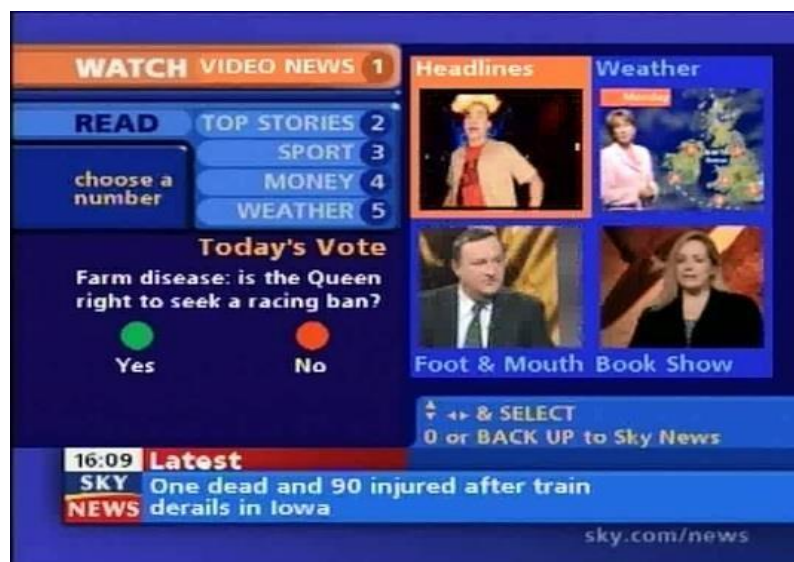 WATCH VIDEO NEWS 1
READ TOP STORIES 2
SPORT 3
MONEY 4
WEATHER 5
choose a
number
Today's Vote
Farm disease: is the Queen
right to seek a racing ban?
Yes No
Headlines Weather
Monday
Foot & Mouth Book Show
& SELECT
0 or BACK UP to Sky News
16:09 Latest
SKY
NEWS
One dead and 90 injured after train
derails in Iowa
sky.com/news